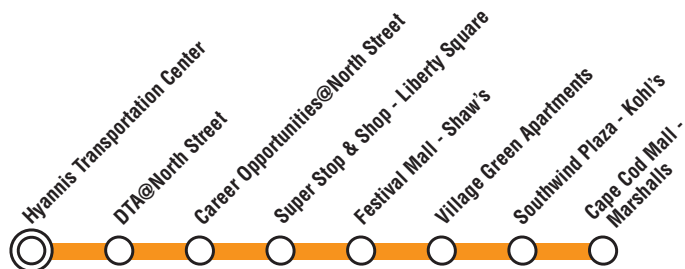 Hyannis Transportation Center
DTA@North Street
Career Opportunities@North Street
Super Stop & Shop - Liberty Square
Festival Mall - Shaw's
Village Green Apartments
Southwind Plaza - Kohl's
Cape Cod Mall -
Marshalls